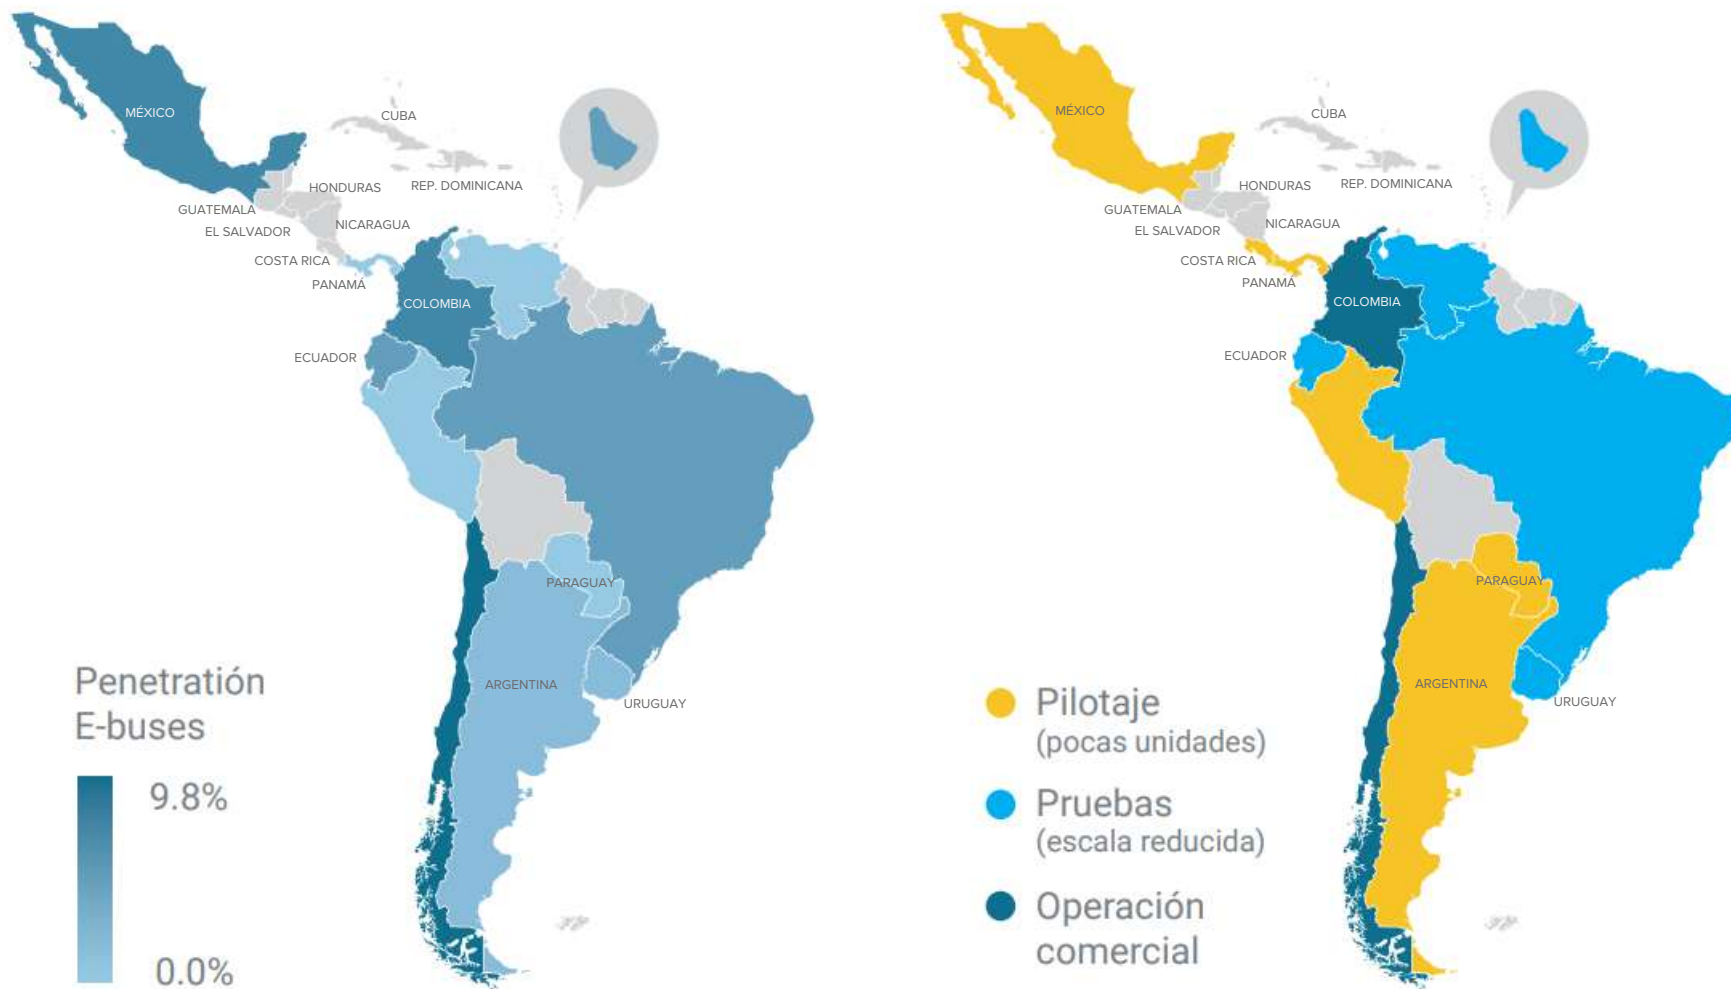 MÉXICO
CUBA
HONDURAS
REP. DOMINICANA
GUATEMALA
NICARAGUA
EL SALVADOR
COSTA RICA
PANAMÁ
COLOMBIA
ECUADOR
PARAGUAY
ARGENTINA
URUGUAY
Penetratión
E-buses
9.8%
0.0%
MÉXICO
CUBA
HONDURAS
REP. DOMINICANA
GUATEMALA
NICARAGUA
EL SALVADOR
COSTA RICA
PANAMÁ
COLOMBIA
ECUADOR
PARAGUAY
ARGENTINA
URUGUAY
Pilotaje
(pocas unidades)
Pruebas
(escala reducida)
Operación
comercial